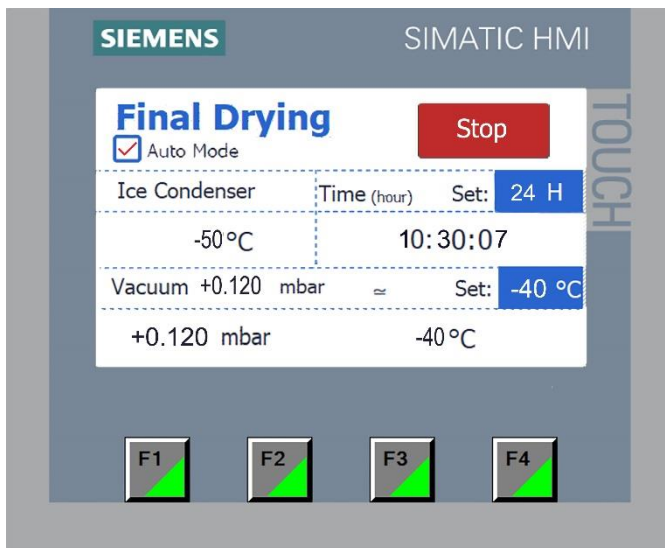 SIEMENS SIMATIC HMI
TOUCH
Final Drying
Stop
Auto Mode
Ice Condenser Time (hour) Set: 24 H
-50°C 10:30:07
Vacuum +0.120 mbar ≃ Set: -40 °C
+0.120 mbar -40°C
F1 F2 F3 F4